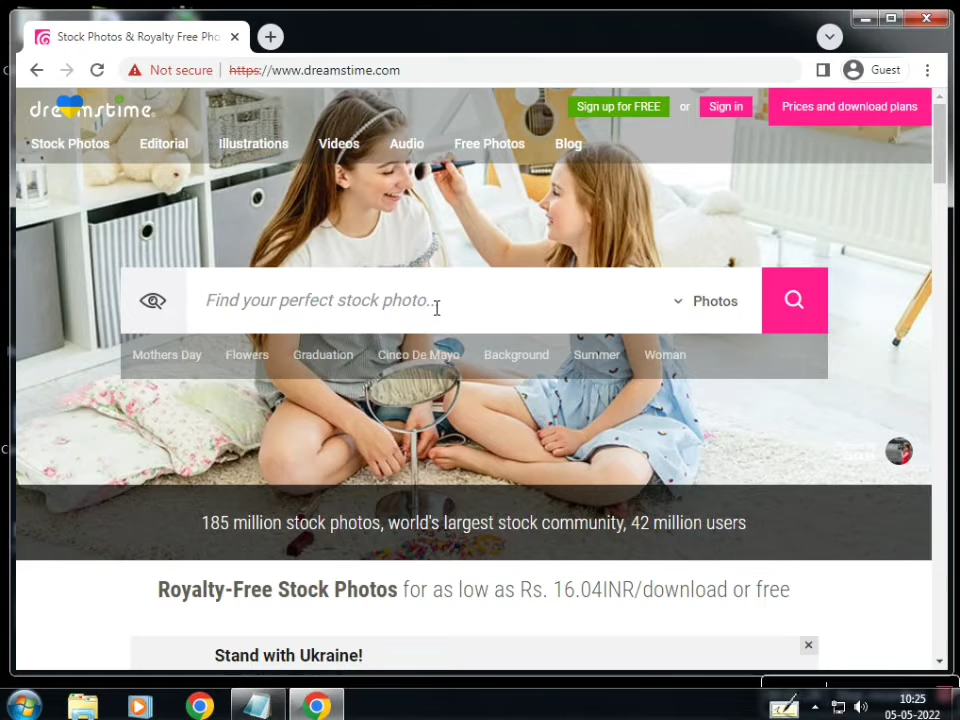 Stock Photos & Royalty Free Pho
Not secure https://www.dreamstime.com
Guest
dreamstime.
Sign up for FREE or Sign in Prices and download plans
Stock Photos Editorial Illustrations Videos Audio Free Photos Blog
Find your perfect stock photo... Photos
Mothers Day Flowers Graduation Cinco De Mayo Background Summer Woman
185 million stock photos, world's largest stock community, 42 million users
Royalty-Free Stock Photos for as low as Rs. 16.04INR/download or free
Stand with Ukraine!
10:25
05-05-2022